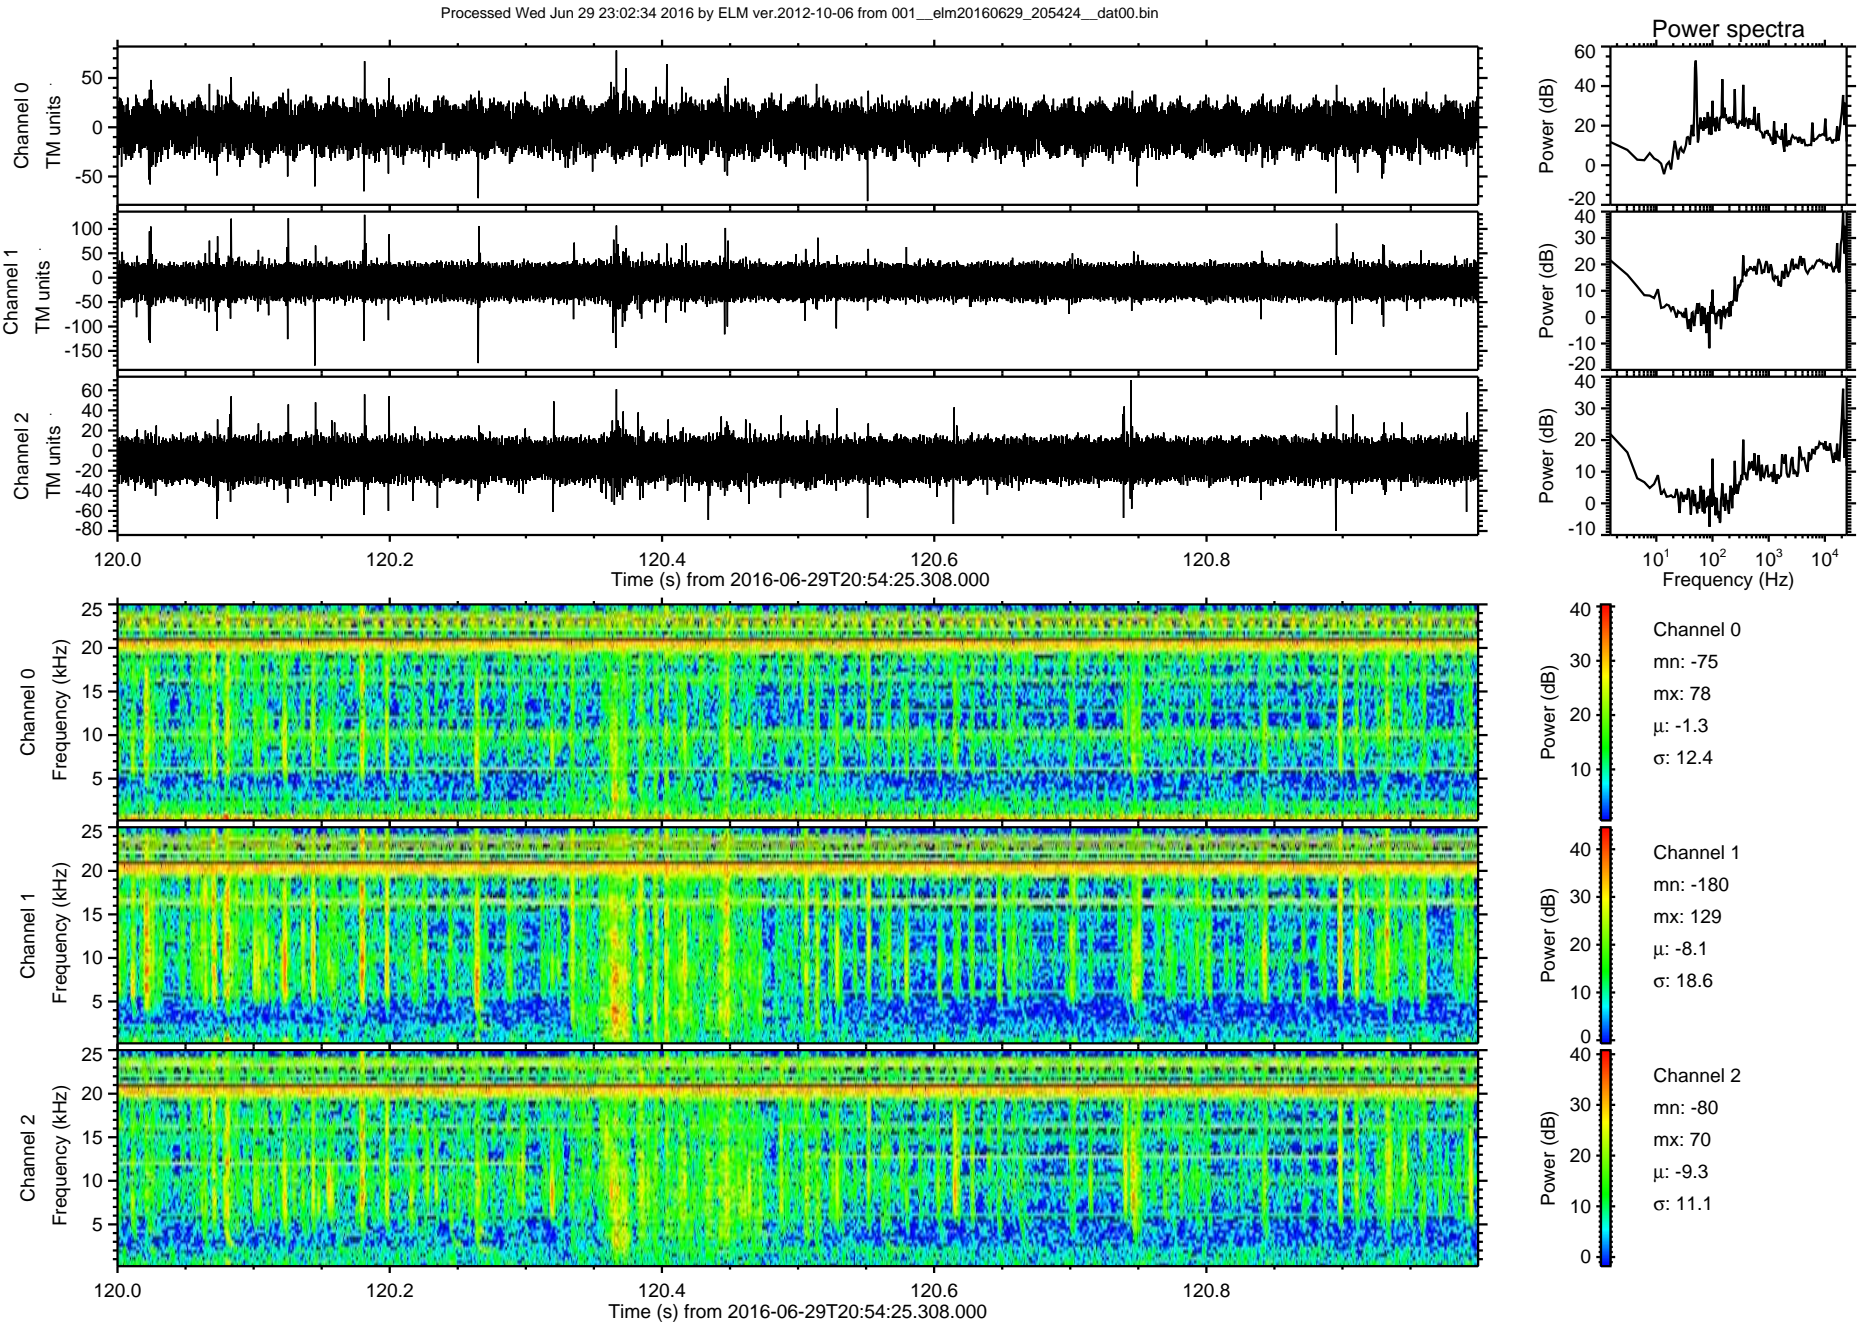 Processed Wed Jun 29 23:02:34 2016 by ELM ver.2012-10-06 from 001__elm20160629_205424__dat00.bin
Power spectra
Channel 0
TM units
50
0
-50
Power (dB)
60
40
20
0
-20
Channel 1
TM units
100
50
0
-50
-100
-150
Power (dB)
40
30
20
10
0
-10
-20
Channel 2
TM units
60
40
20
0
-20
-40
-60
-80
Power (dB)
40
30
20
10
0
-10
120.0 120.2 120.4 120.6 120.8
Time (s) from 2016-06-29T20:54:25.308.000
10^1 10^2 10^3 10^4
Frequency (Hz)
Channel 0
Frequency (kHz)
25
20
15
10
5
Power (dB)
40
30
20
10
Channel 0
mn: -75
mx: 78
μ: -1.3
σ: 12.4
Channel 1
Frequency (kHz)
25
20
15
10
5
Power (dB)
40
30
20
10
0
Channel 1
mn: -180
mx: 129
μ: -8.1
σ: 18.6
Channel 2
Frequency (kHz)
25
20
15
10
5
Power (dB)
40
30
20
10
0
Channel 2
mn: -80
mx: 70
μ: -9.3
σ: 11.1
120.0 120.2 120.4 120.6 120.8
Time (s) from 2016-06-29T20:54:25.308.000